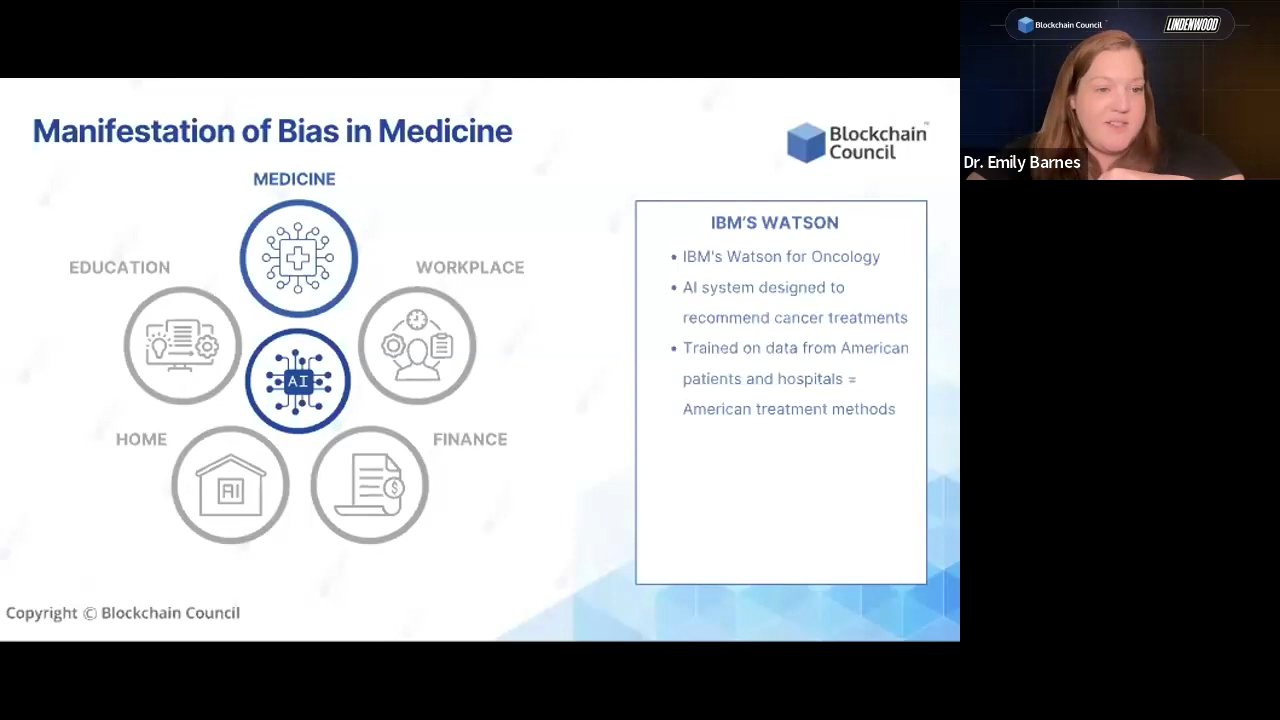 Blockchain Council
LINDENWOOD
Dr. Emily Barnes
Manifestation of Bias in Medicine
Blockchain
Council
™
MEDICINE
EDUCATION
WORKPLACE
AI
HOME
FINANCE
AI
$
IBM'S WATSON
• IBM's Watson for Oncology
• AI system designed to
recommend cancer treatments
• Trained on data from American
patients and hospitals =
American treatment methods
Copyright © Blockchain Council